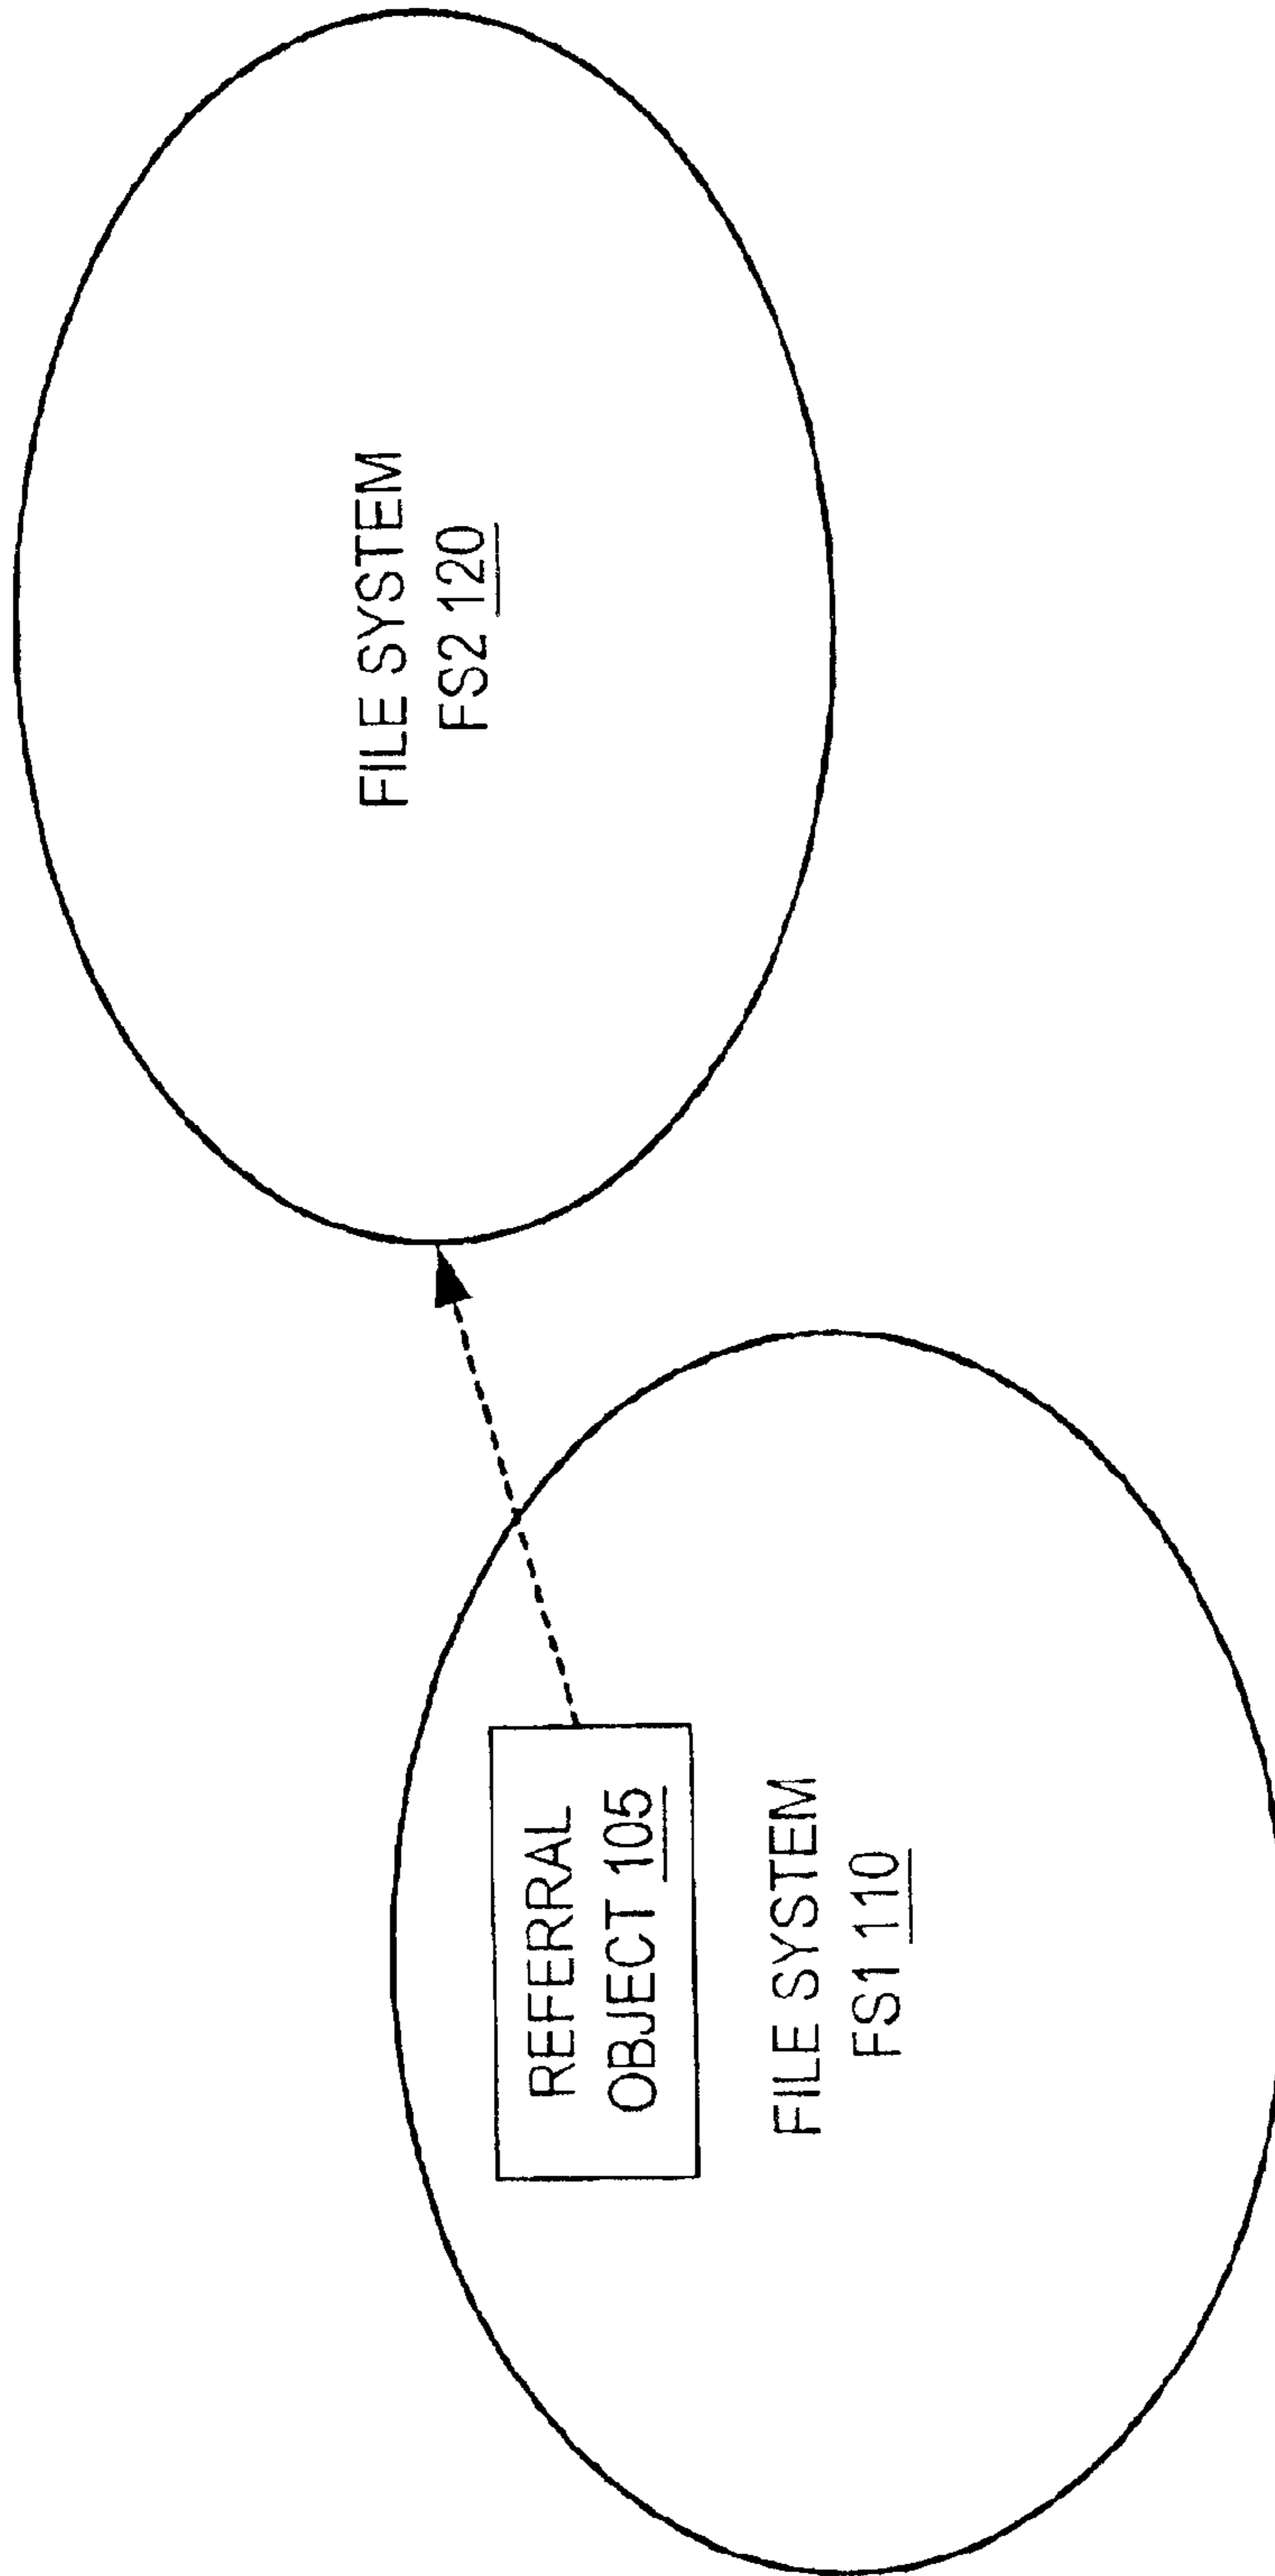 REFERRAL
OBJECT 105
FILE SYSTEM
FS1 110
FILE SYSTEM
FS2 120